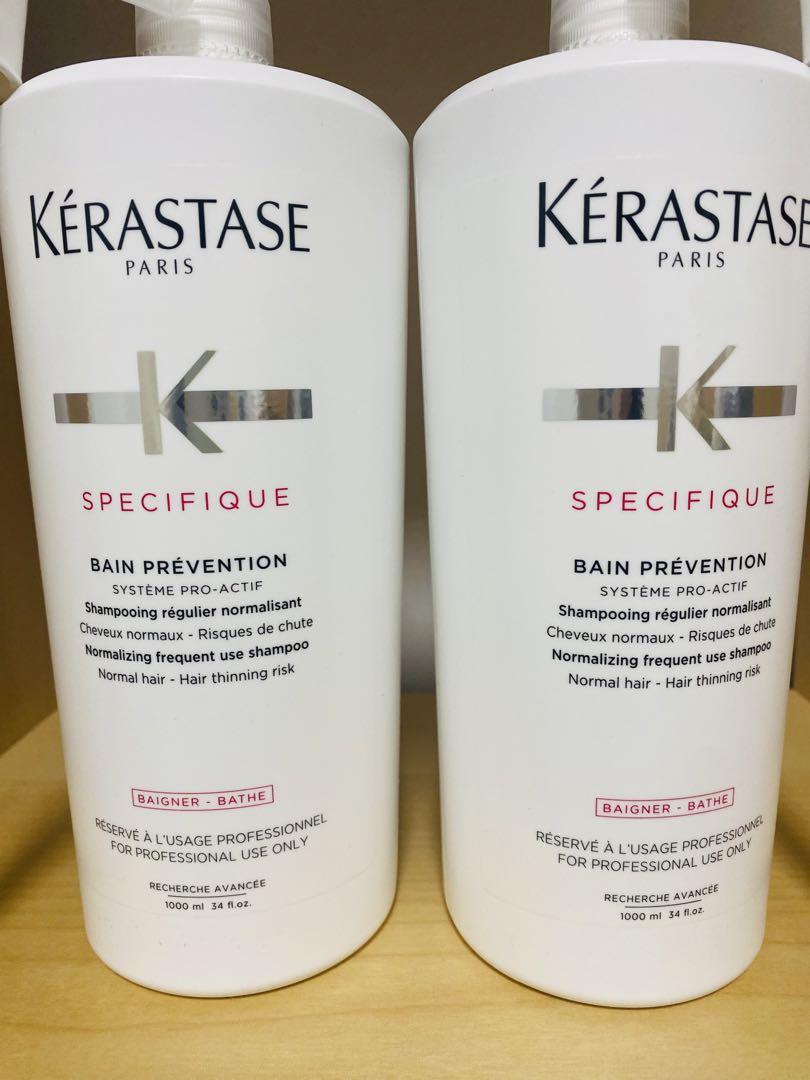 KÉRASTASE
PARIS
K
SPECIFIQUE
BAIN PRÉVENTION
SYSTÈME PRO-ACTIF
Shampooing régulier normalisant
Cheveux normaux - Risques de chute
Normalizing frequent use shampoo
Normal hair - Hair thinning risk
BAIGNER - BATHE
RÉSERVÉ À L'USAGE PROFESSIONNEL
FOR PROFESSIONAL USE ONLY
RECHERCHE AVANCÉE
1000 ml 34 fl.oz.
KÉRASTASE
PARIS
K
SPECIFIQUE
BAIN PRÉVENTION
SYSTÈME PRO-ACTIF
Shampooing régulier normalisant
Cheveux normaux - Risques de chute
Normalizing frequent use shampoo
Normal hair - Hair thinning risk
BAIGNER - BATHE
RÉSERVÉ À L'USAGE PROFESSIONNEL
FOR PROFESSIONAL USE ONLY
RECHERCHE AVANCÉE
1000 ml 34 fl.oz.